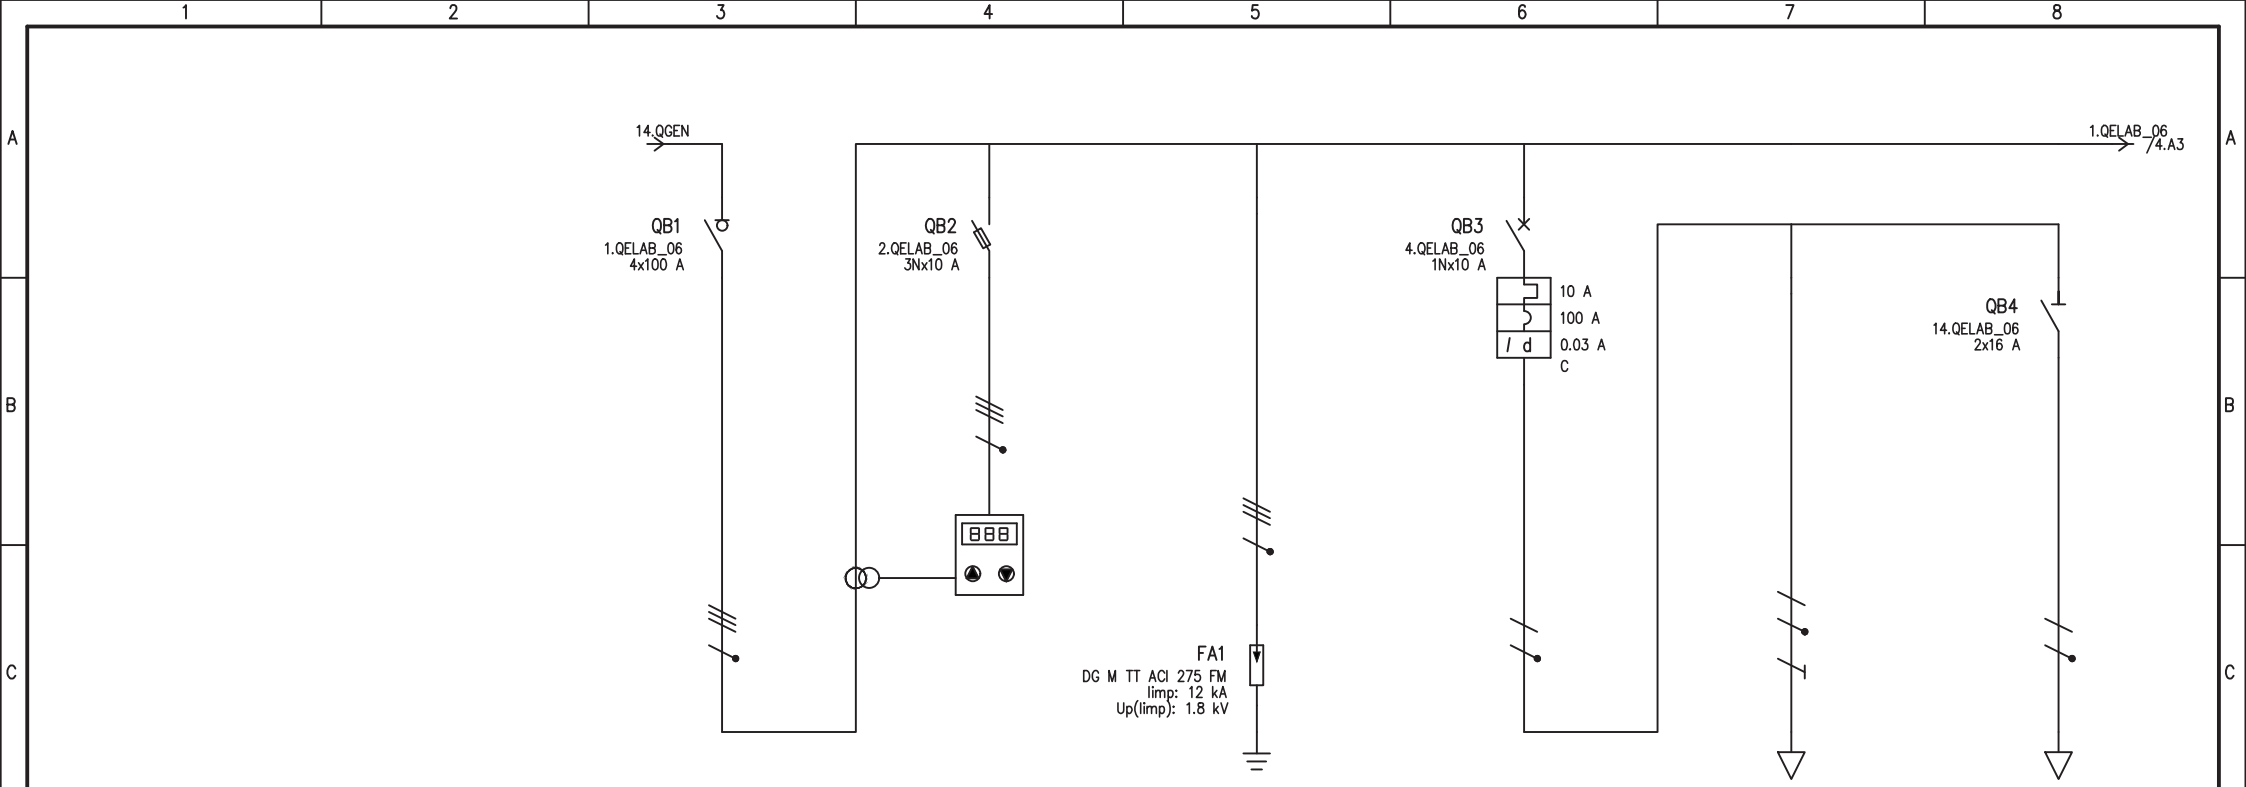 1 2 3 4 5 6 7 8
A
14.QGEN
1.QELAB_06
/4.A3
A
QB1
1.QELAB_06
4x100 A
QB2
2.QELAB_06
3Nx10 A
QB3
4.QELAB_06
1Nx10 A
10 A
100 A
I d
0.03 A
C
QB4
14.QELAB_06
2x16 A
B
B
888
C
FA1
DG M TT ACI 275 FM
Iimp: 12 kA
Up(Iimp): 1.8 kV
C